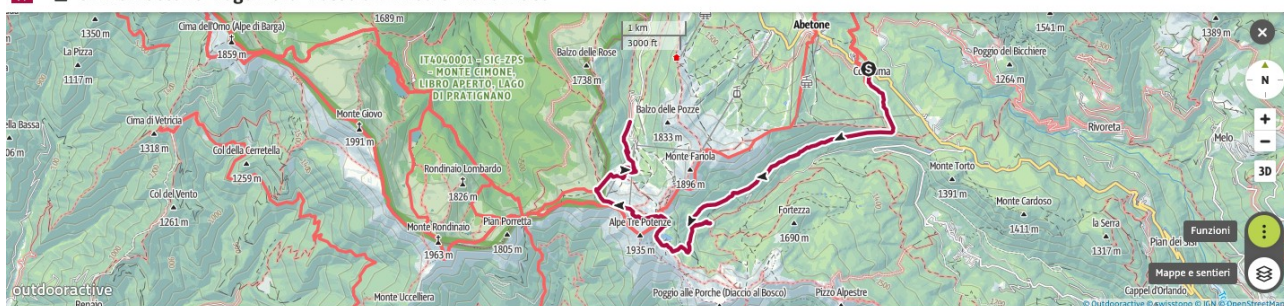 1350 m
La Pizza
1117 m
Cima dell'Omo (Alpe di Barga)
1859 m
1689 m
IT4040001 - SIC-ZPS
- MONTE CIMONE,
LIBRO APERTO, LAGO
DI PRATIGNANO
Balzo delle Rose
1738 m
1 km
3000 ft
Abetone
S
1541 m
Poggio del Bicchiere
1264 m
1389 m
N
+
−
3D
ella Bassa
06 m
Cima di Vetricia
1318 m
Monte Giovo
1991 m
Col della Cerretella
1259 m
Col del Vento
1261 m
Rondinaio Lombardo
1826 m
Monte Rondinaio
1963 m
Pian Porretta
1805 m
Balzo delle Pozze
1833 m
Monte Fariola
1896 m
Alpe Tre Potenze
1935 m
Fortezza
1690 m
Rivoreta
Melo
Monte Torto
1391 m
Monte Cardoso
1411 m
la Serra
1317 m
Funzioni
Mappe e sentieri
outdooractive
Monte Uccelliera
Poggio alle Porche (Diaccio al Bosco)
Pizzo Alpestre
Cappel d'Orlando
© Outdooractive © swisstopo © IGN © OpenStreetMap